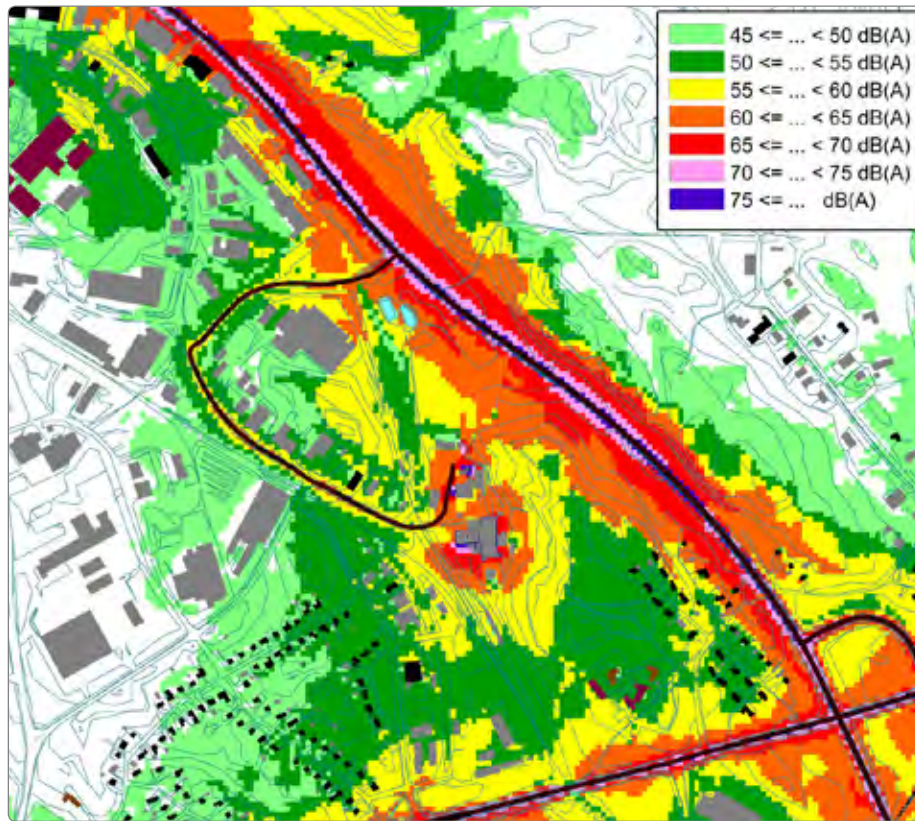 45 <= ... < 50 dB(A)
50 <= ... < 55 dB(A)
55 <= ... < 60 dB(A)
60 <= ... < 65 dB(A)
65 <= ... < 70 dB(A)
70 <= ... < 75 dB(A)
75 <= ... dB(A)